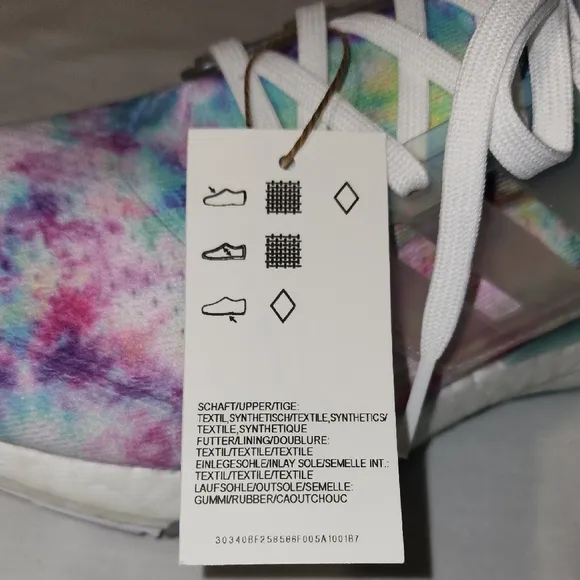 SCHAFT/UPPER/TIGE:
TEXTIL,SYNTHETISCH/TEXTILE,SYNTHETICS/
TEXTILE,SYNTHETIQUE
FUTTER/LINING/DOUBLURE:
TEXTIL/TEXTILE/TEXTILE
EINLEGESOHLE/INLAY SOLE/SEMELLE INT.:
TEXTIL/TEXTILE/TEXTILE
LAUFSOHLE/OUTSOLE/SEMELLE:
GUMMI/RUBBER/CAOUTCHOUC
30340BF25B586F005A1001B7